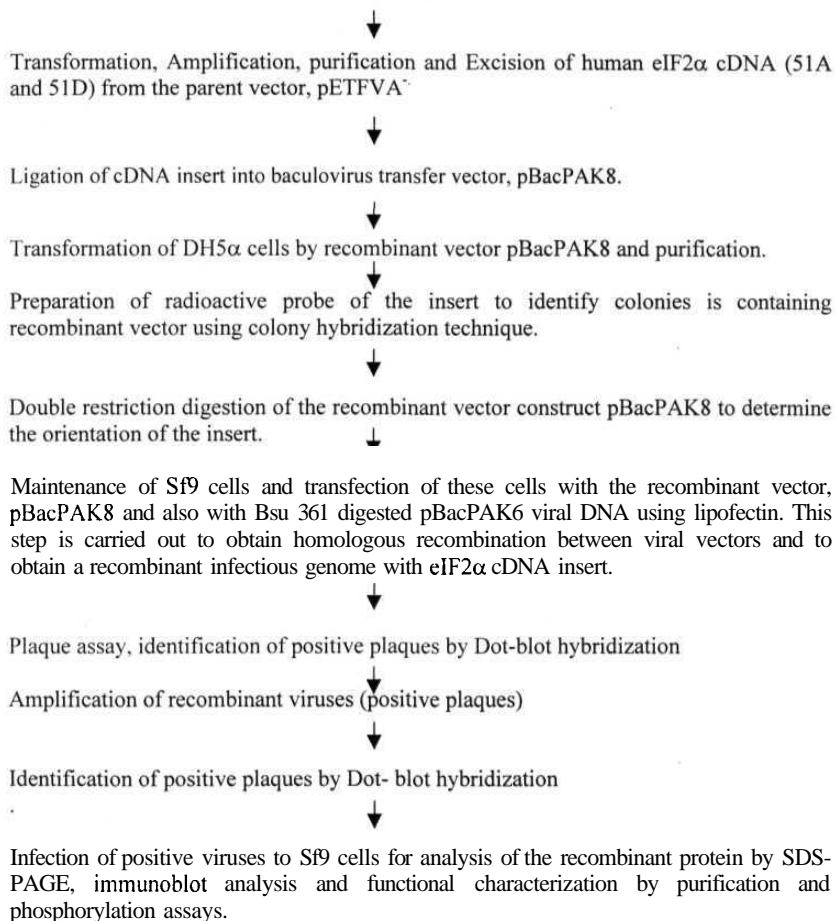 Transformation, Amplification, purification and Excision of human eIF2α cDNA (51A
and 51D) from the parent vector, pETFVA-
Ligation of cDNA insert into baculovirus transfer vector, pBacPAK8.
Transformation of DH5α cells by recombinant vector pBacPAK8 and purification.
Preparation of radioactive probe of the insert to identify colonies is containing
recombinant vector using colony hybridization technique.
Double restriction digestion of the recombinant vector construct pBacPAK8 to determine
the orientation of the insert.
Maintenance of Sf9 cells and transfection of these cells with the recombinant vector,
pBacPAK8 and also with Bsu 361 digested pBacPAK6 viral DNA using lipofectin. This
step is carried out to obtain homologous recombination between viral vectors and to
obtain a recombinant infectious genome with eIF2α cDNA insert.
Plaque assay, identification of positive plaques by Dot-blot hybridization
Amplification of recombinant viruses (positive plaques)
Identification of positive plaques by Dot- blot hybridization
Infection of positive viruses to Sf9 cells for analysis of the recombinant protein by SDS-
PAGE, immunoblot analysis and functional characterization by purification and
phosphorylation assays.